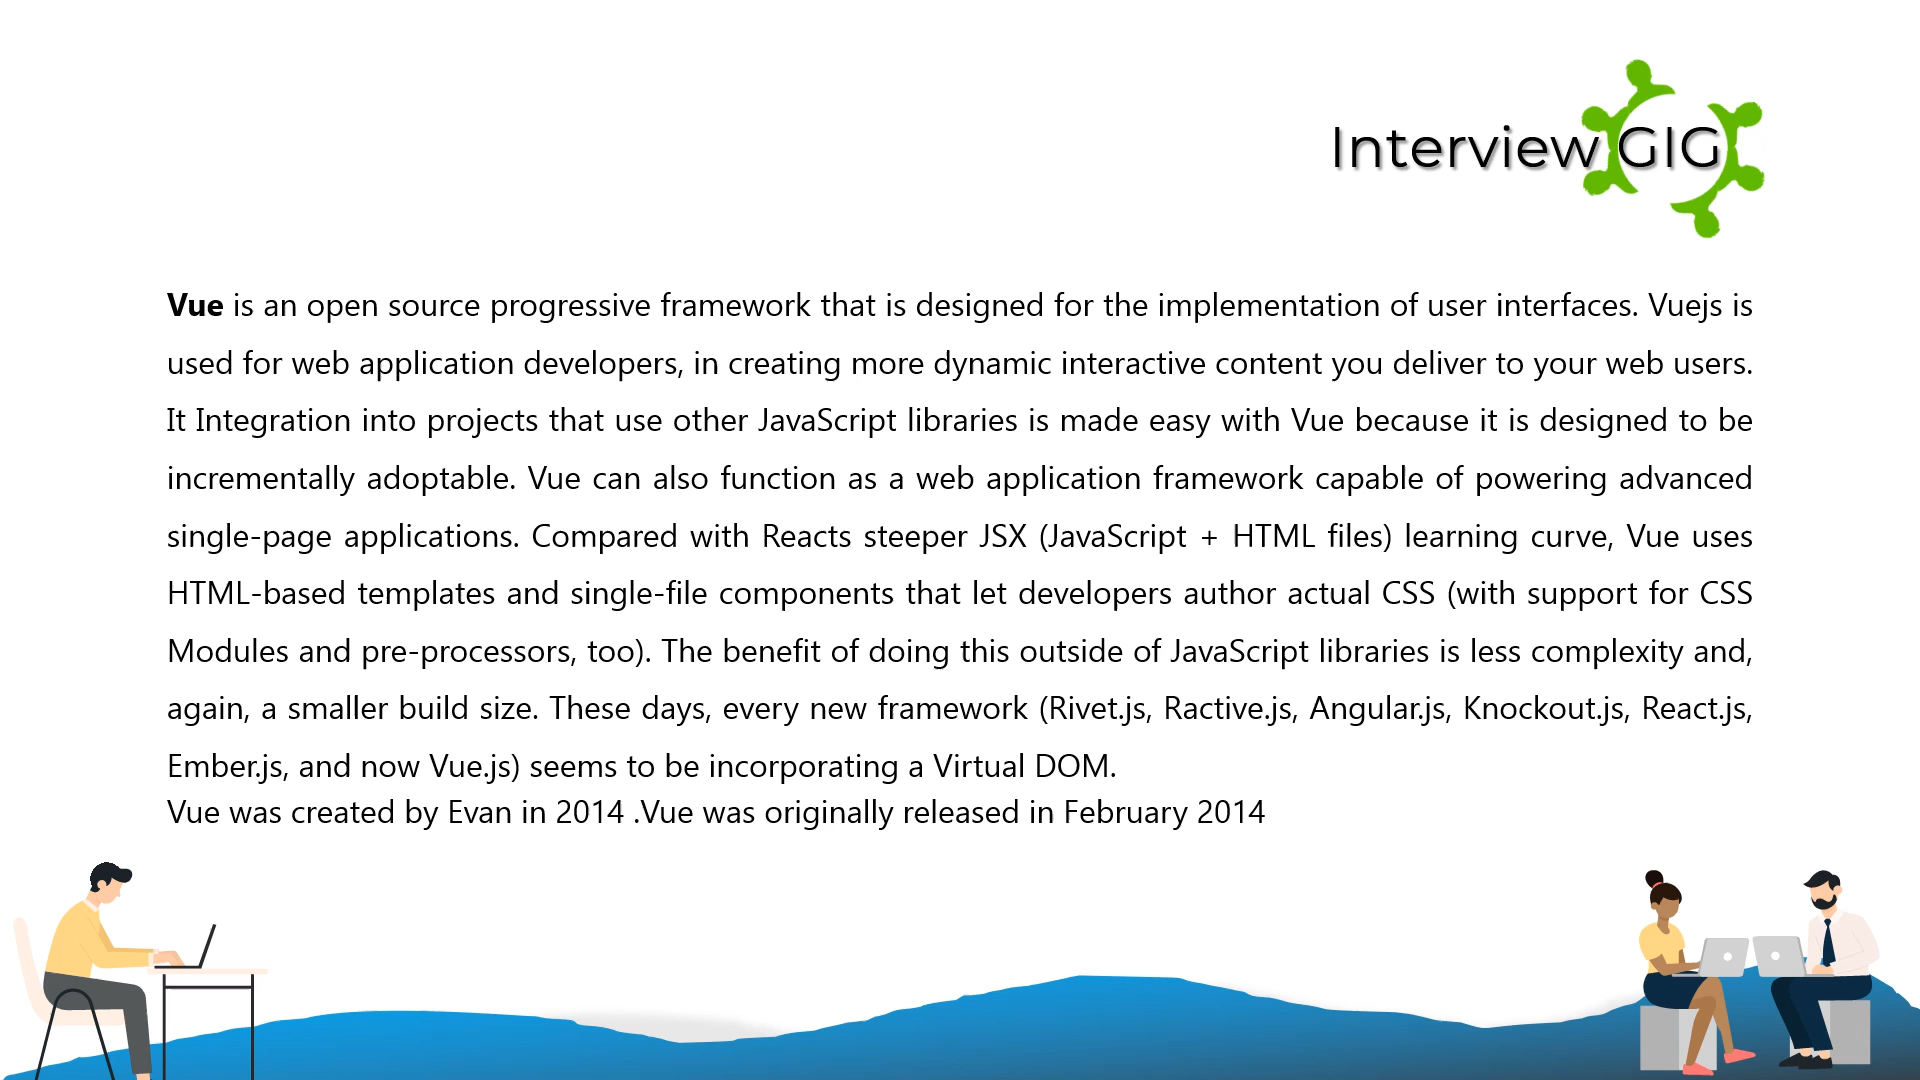 Interview GIG
Vue is an open source progressive framework that is designed for the implementation of user interfaces. Vuejs is
used for web application developers, in creating more dynamic interactive content you deliver to your web users.
It Integration into projects that use other JavaScript libraries is made easy with Vue because it is designed to be
incrementally adoptable. Vue can also function as a web application framework capable of powering advanced
single-page applications. Compared with Reacts steeper JSX (JavaScript + HTML files) learning curve, Vue uses
HTML-based templates and single-file components that let developers author actual CSS (with support for CSS
Modules and pre-processors, too). The benefit of doing this outside of JavaScript libraries is less complexity and,
again, a smaller build size. These days, every new framework (Rivet.js, Ractive.js, Angular.js, Knockout.js, React.js,
Ember.js, and now Vue.js) seems to be incorporating a Virtual DOM.
Vue was created by Evan in 2014 .Vue was originally released in February 2014